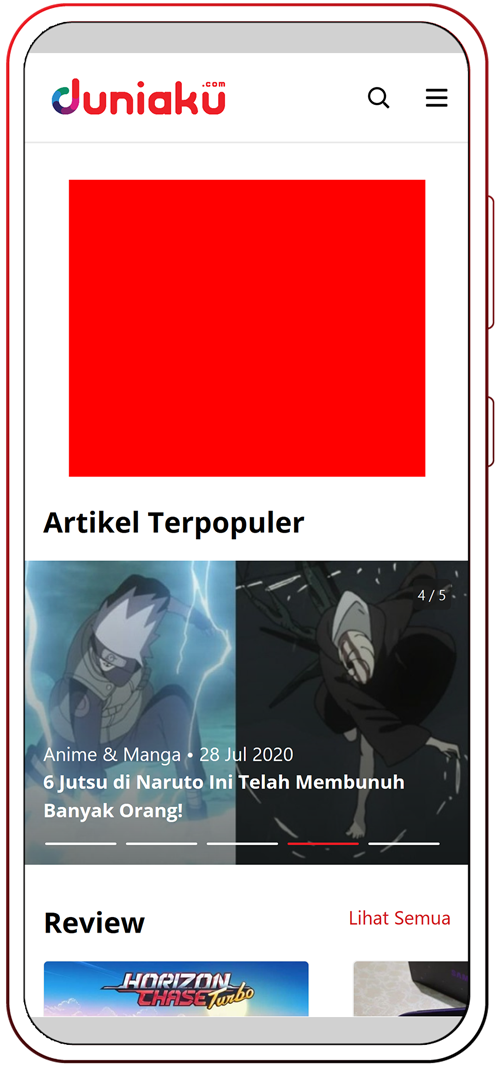 duniaku
.com
Artikel Terpopuler
4 / 5
Anime & Manga • 28 Jul 2020
6 Jutsu di Naruto Ini Telah Membunuh
Banyak Orang!
Review
Lihat Semua
HORIZON
CHASE Turbo